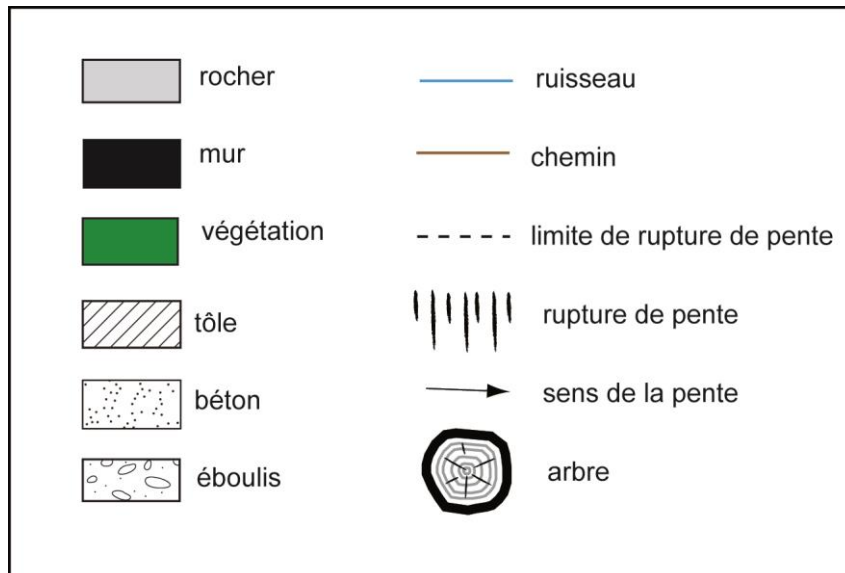 rocher
mur
végétation
tôle
béton
éboulis
ruisseau
chemin
limite de rupture de pente
rupture de pente
sens de la pente
arbre